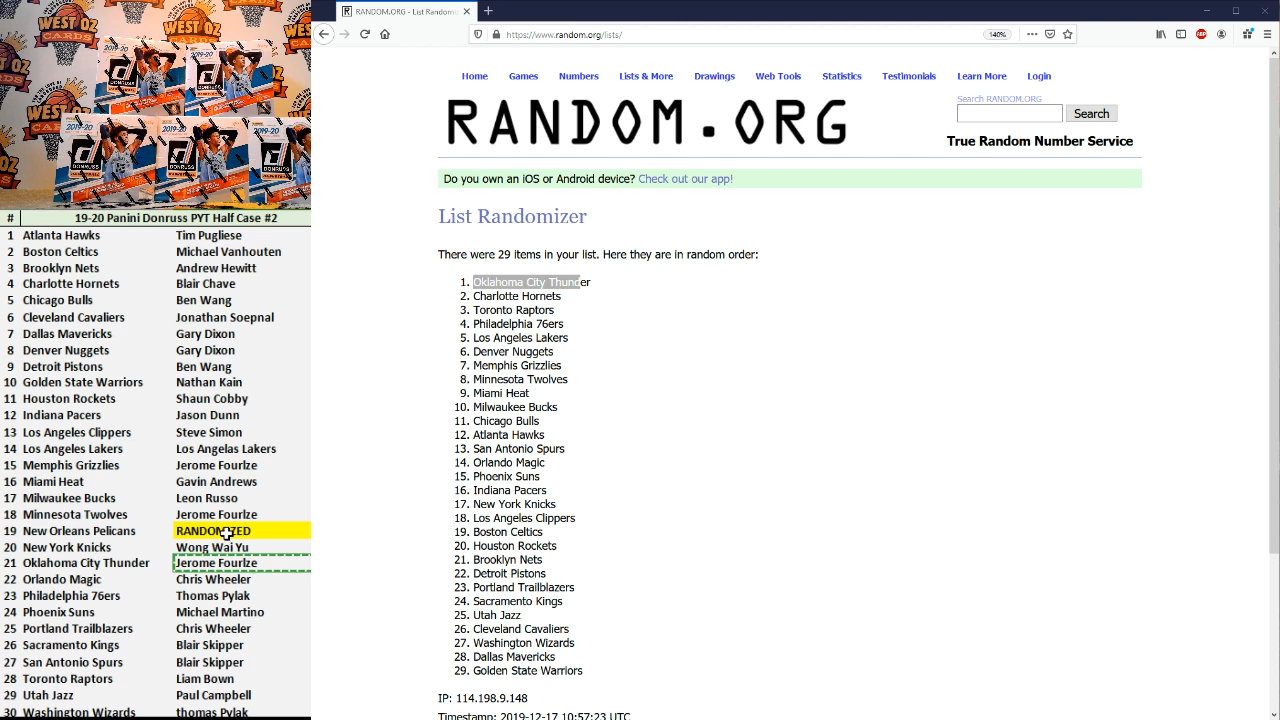 WEST OZ
CARDS
2019-20
DONRUSS
# 19-20 Panini Donruss PYT Half Case #2
1 Atlanta Hawks Tim Pugliese
2 Boston Celtics Michael Vanhouten
3 Brooklyn Nets Andrew Hewitt
4 Charlotte Hornets Blair Chave
5 Chicago Bulls Ben Wang
6 Cleveland Cavaliers Jonathan Soepnal
7 Dallas Mavericks Gary Dixon
8 Denver Nuggets Gary Dixon
9 Detroit Pistons Ben Wang
10 Golden State Warriors Nathan Kain
11 Houston Rockets Shaun Cobby
12 Indiana Pacers Jason Dunn
13 Los Angeles Clippers Steve Simon
14 Los Angeles Lakers Los Angelas Lakers
15 Memphis Grizzlies Jerome Fourlze
16 Miami Heat Gavin Andrews
17 Milwaukee Bucks Leon Russo
18 Minnesota Twolves Jerome Fourlze
19 New Orleans Pelicans RANDOMIZED
20 New York Knicks Wong Wai Yu
21 Oklahoma City Thunder Jerome Fourlze
22 Orlando Magic Chris Wheeler
23 Philadelphia 76ers Thomas Pylak
24 Phoenix Suns Michael Martino
25 Portland Trailblazers Chris Wheeler
26 Sacramento Kings Blair Skipper
27 San Antonio Spurs Blair Skipper
28 Toronto Raptors Liam Bown
29 Utah Jazz Paul Campbell
30 Washington Wizards thomas Pylak
RANDOM.ORG - List Randomi
https://www.random.org/lists/
140%
Home Games Numbers Lists & More Drawings Web Tools Statistics Testimonials Learn More Login
RANDOM.ORG
Search RANDOM.ORG
Search
True Random Number Service
Do you own an iOS or Android device? Check out our app!
List Randomizer
There were 29 items in your list. Here they are in random order:
1. Oklahoma City Thunder
2. Charlotte Hornets
3. Toronto Raptors
4. Philadelphia 76ers
5. Los Angeles Lakers
6. Denver Nuggets
7. Memphis Grizzlies
8. Minnesota Twolves
9. Miami Heat
10. Milwaukee Bucks
11. Chicago Bulls
12. Atlanta Hawks
13. San Antonio Spurs
14. Orlando Magic
15. Phoenix Suns
16. Indiana Pacers
17. New York Knicks
18. Los Angeles Clippers
19. Boston Celtics
20. Houston Rockets
21. Brooklyn Nets
22. Detroit Pistons
23. Portland Trailblazers
24. Sacramento Kings
25. Utah Jazz
26. Cleveland Cavaliers
27. Washington Wizards
28. Dallas Mavericks
29. Golden State Warriors
IP: 114.198.9.148
Timestamp: 2019-12-17 10:57:23 UTC